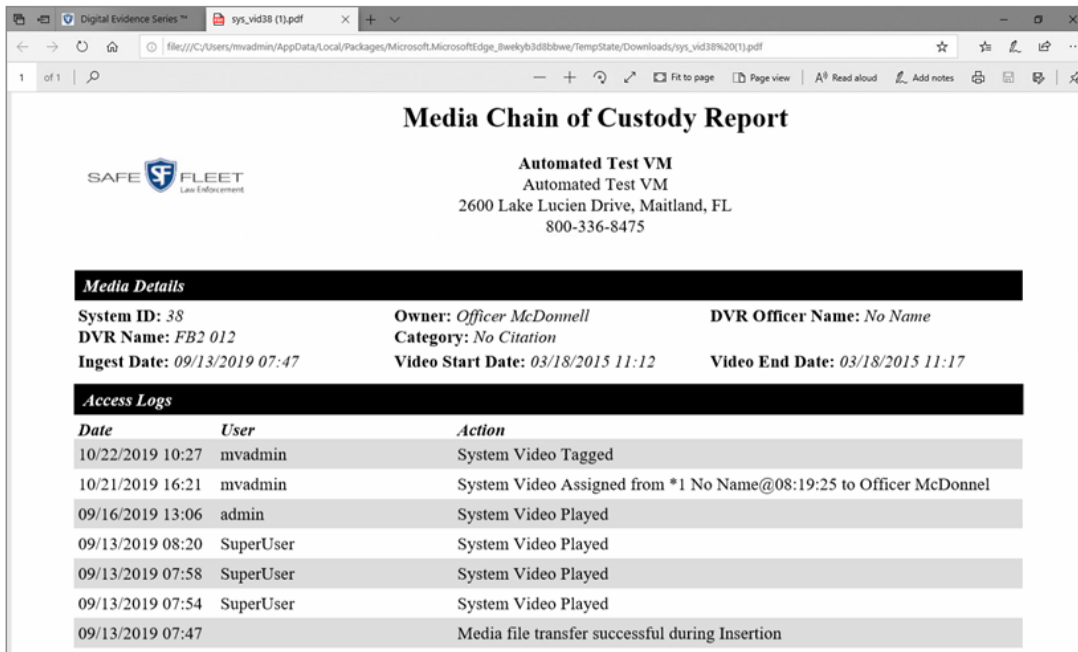 Digital Evidence Series ™
sys_vid38 (1).pdf
file:///C:/Users/mvadmin/AppData/Local/Packages/Microsoft.MicrosoftEdge_8wekyb3d8bbwe/TempState/Downloads/sys_vid38%20(1).pdf
1 of 1 Fit to page Page view Read aloud Add notes
Media Chain of Custody Report
SAFE SF FLEET
Law Enforcement
Automated Test VM
Automated Test VM
2600 Lake Lucien Drive, Maitland, FL
800-336-8475
Media Details
System ID: 38 Owner: Officer McDonnell DVR Officer Name: No Name
DVR Name: FB2 012 Category: No Citation
Ingest Date: 09/13/2019 07:47 Video Start Date: 03/18/2015 11:12 Video End Date: 03/18/2015 11:17
Access Logs
Date User Action
10/22/2019 10:27 mvadmin System Video Tagged
10/21/2019 16:21 mvadmin System Video Assigned from *1 No Name@08:19:25 to Officer McDonnel
09/16/2019 13:06 admin System Video Played
09/13/2019 08:20 SuperUser System Video Played
09/13/2019 07:58 SuperUser System Video Played
09/13/2019 07:54 SuperUser System Video Played
09/13/2019 07:47 Media file transfer successful during Insertion